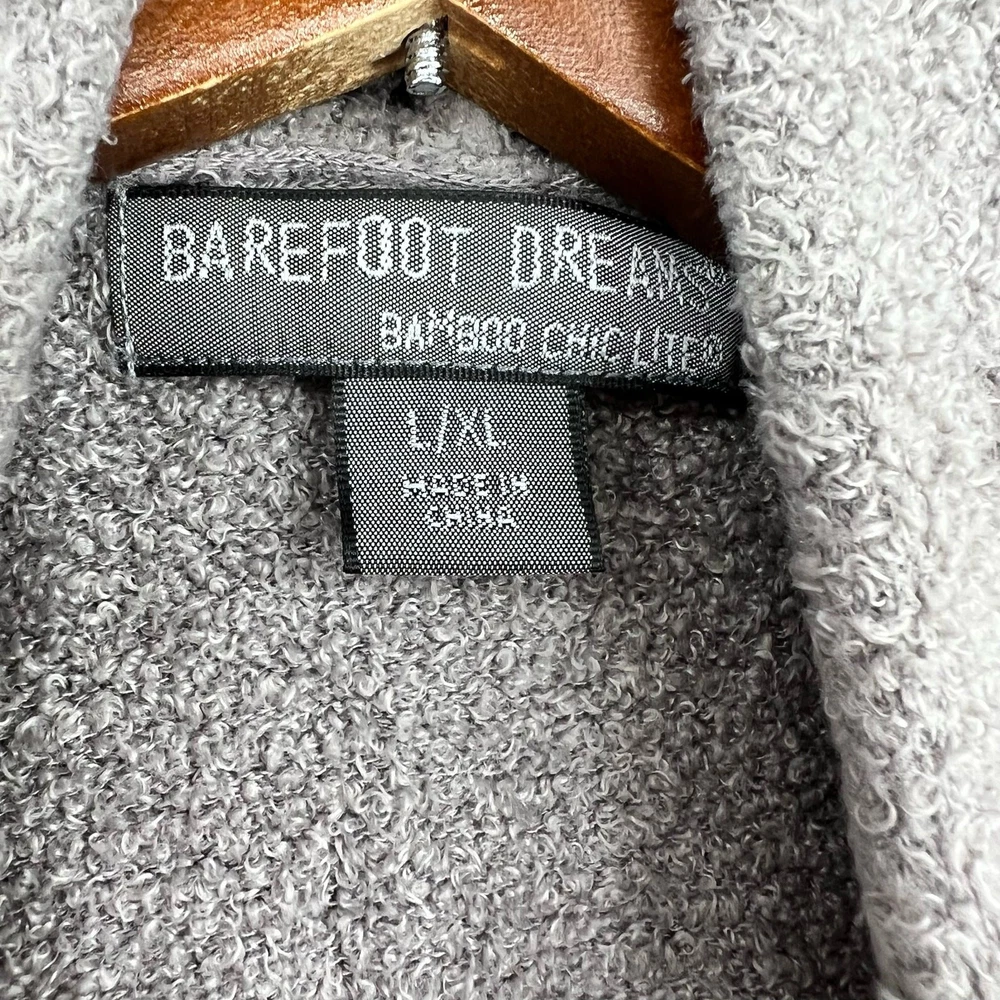 BAREFOOT DREAMS
BAMBOO CHIC LITE
L/XL
MADE IN
CHINA